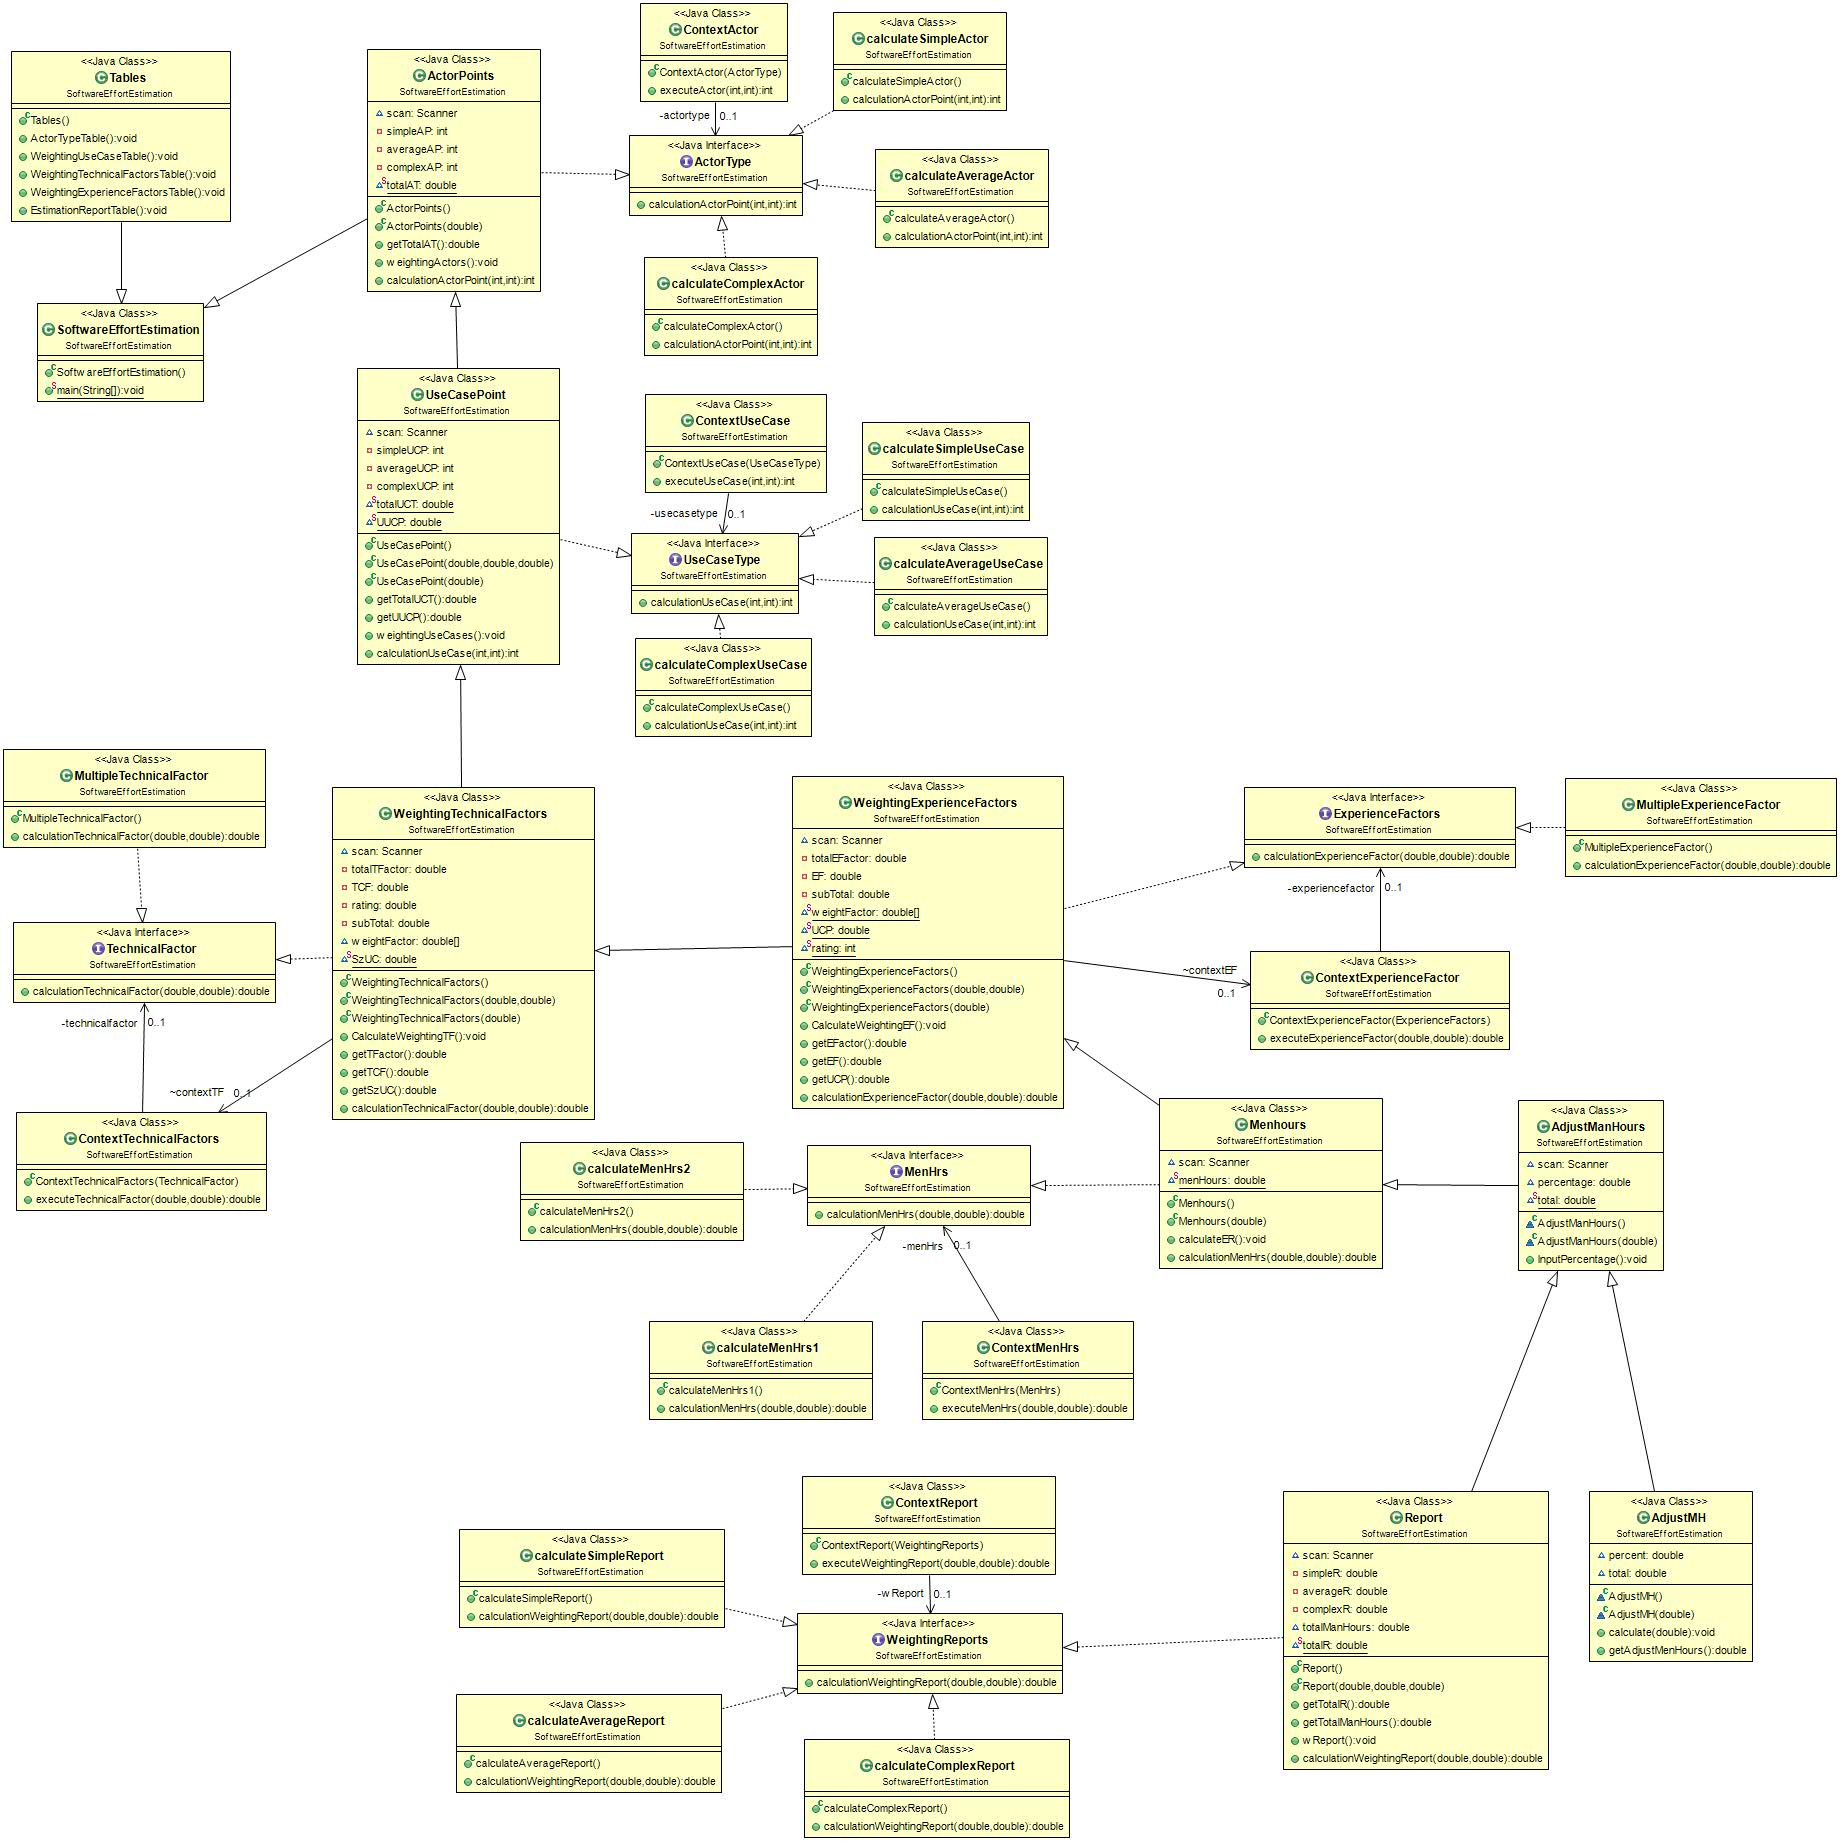 <<Java Class>>
Tables
SoftwareEffortEstimation
Tables()
ActorTypeTable():void
WeightingUseCaseTable():void
WeightingTechnicalFactorsTable():void
WeightingExperienceFactorsTable():void
EstimationReportTable():void
<<Java Class>>
ActorPoints
SoftwareEffortEstimation
scan: Scanner
simpleAP: int
averageAP: int
complexAP: int
totalAT: double
ActorPoints()
ActorPoints(double)
getTotalAT():double
weightingActors():void
calculationActorPoint(int,int):int
<<Java Class>>
ContextActor
SoftwareEffortEstimation
ContextActor(ActorType)
executeActor(int,int):int
-actortype 0..1
<<Java Class>>
calculateSimpleActor
SoftwareEffortEstimation
calculateSimpleActor()
calculationActorPoint(int,int):int
<<Java Interface>>
ActorType
SoftwareEffortEstimation
calculationActorPoint(int,int):int
<<Java Class>>
calculateAverageActor
SoftwareEffortEstimation
calculateAverageActor()
calculationActorPoint(int,int):int
<<Java Class>>
calculateComplexActor
SoftwareEffortEstimation
calculateComplexActor()
calculationActorPoint(int,int):int
<<Java Class>>
SoftwareEffortEstimation
SoftwareEffortEstimation
SoftwareEffortEstimation()
main(String[]):void
<<Java Class>>
UseCasePoint
SoftwareEffortEstimation
scan: Scanner
simpleUCP: int
averageUCP: int
complexUCP: int
totalUCT: double
UUCP: double
UseCasePoint()
UseCasePoint(double,double,double)
UseCasePoint(double)
getTotalUCT():double
getUUCP():double
weightingUseCases():void
calculationUseCase(int,int):int
<<Java Class>>
ContextUseCase
SoftwareEffortEstimation
ContextUseCase(UseCaseType)
executeUseCase(int,int):int
-usecasetype 0..1
<<Java Class>>
calculateSimpleUseCase
SoftwareEffortEstimation
calculateSimpleUseCase()
calculationUseCase(int,int):int
<<Java Interface>>
UseCaseType
SoftwareEffortEstimation
calculationUseCase(int,int):int
<<Java Class>>
calculateAverageUseCase
SoftwareEffortEstimation
calculateAverageUseCase()
calculationUseCase(int,int):int
<<Java Class>>
calculateComplexUseCase
SoftwareEffortEstimation
calculateComplexUseCase()
calculationUseCase(int,int):int
<<Java Class>>
MultipleTechnicalFactor
SoftwareEffortEstimation
MultipleTechnicalFactor()
calculationTechnicalFactor(double,double):double
<<Java Interface>>
TechnicalFactor
SoftwareEffortEstimation
calculationTechnicalFactor(double,double):double
-technicalfactor 0..1
~contextTF 0..1
<<Java Class>>
ContextTechnicalFactors
SoftwareEffortEstimation
ContextTechnicalFactors(TechnicalFactor)
executeTechnicalFactor(double,double):double
<<Java Class>>
WeightingTechnicalFactors
SoftwareEffortEstimation
scan: Scanner
totalTFactor: double
TCF: double
rating: double
subTotal: double
weightFactor: double[]
SzUC: double
WeightingTechnicalFactors()
WeightingTechnicalFactors(double,double)
WeightingTechnicalFactors(double)
CalculateWeightingTF():void
getTFactor():double
getTCF():double
getSzUC():double
calculationTechnicalFactor(double,double):double
<<Java Class>>
WeightingExperienceFactors
SoftwareEffortEstimation
scan: Scanner
totalEFactor: double
EF: double
subTotal: double
weightFactor: double[]
UCP: double
rating: int
WeightingExperienceFactors()
WeightingExperienceFactors(double,double)
WeightingExperienceFactors(double)
CalculateWeightingEF():void
getEFactor():double
getEF():double
getUCP():double
calculationExperienceFactor(double,double):double
<<Java Interface>>
ExperienceFactors
SoftwareEffortEstimation
calculationExperienceFactor(double,double):double
<<Java Class>>
MultipleExperienceFactor
SoftwareEffortEstimation
MultipleExperienceFactor()
calculationExperienceFactor(double,double):double
-experiencefactor 0..1
~contextEF
0..1
<<Java Class>>
ContextExperienceFactor
SoftwareEffortEstimation
ContextExperienceFactor(ExperienceFactors)
executeExperienceFactor(double,double):double
<<Java Class>>
calculateMenHrs2
SoftwareEffortEstimation
calculateMenHrs2()
calculationMenHrs(double,double):double
<<Java Interface>>
MenHrs
SoftwareEffortEstimation
calculationMenHrs(double,double):double
-menHrs 0..1
<<Java Class>>
Menhours
SoftwareEffortEstimation
scan: Scanner
menHours: double
Menhours()
Menhours(double)
calculateER():void
calculationMenHrs(double,double):double
<<Java Class>>
AdjustManHours
SoftwareEffortEstimation
scan: Scanner
percentage: double
total: double
AdjustManHours()
AdjustManHours(double)
InputPercentage():void
<<Java Class>>
calculateMenHrs1
SoftwareEffortEstimation
calculateMenHrs1()
calculationMenHrs(double,double):double
<<Java Class>>
ContextMenHrs
SoftwareEffortEstimation
ContextMenHrs(MenHrs)
executeMenHrs(double,double):double
<<Java Class>>
ContextReport
SoftwareEffortEstimation
ContextReport(WeightingReports)
executeWeightingReport(double,double):double
-wReport 0..1
<<Java Class>>
calculateSimpleReport
SoftwareEffortEstimation
calculateSimpleReport()
calculationWeightingReport(double,double):double
<<Java Interface>>
WeightingReports
SoftwareEffortEstimation
calculationWeightingReport(double,double):double
<<Java Class>>
calculateAverageReport
SoftwareEffortEstimation
calculateAverageReport()
calculationWeightingReport(double,double):double
<<Java Class>>
calculateComplexReport
SoftwareEffortEstimation
calculateComplexReport()
calculationWeightingReport(double,double):double
<<Java Class>>
Report
SoftwareEffortEstimation
scan: Scanner
simpleR: double
averageR: double
complexR: double
totalManHours: double
totalR: double
Report()
Report(double,double,double)
getTotalR():double
getTotalManHours():double
wReport():void
calculationWeightingReport(double,double):double
<<Java Class>>
AdjustMH
SoftwareEffortEstimation
percent: double
total: double
AdjustMH()
AdjustMH(double)
calculate(double):void
getAdjustMenHours():double